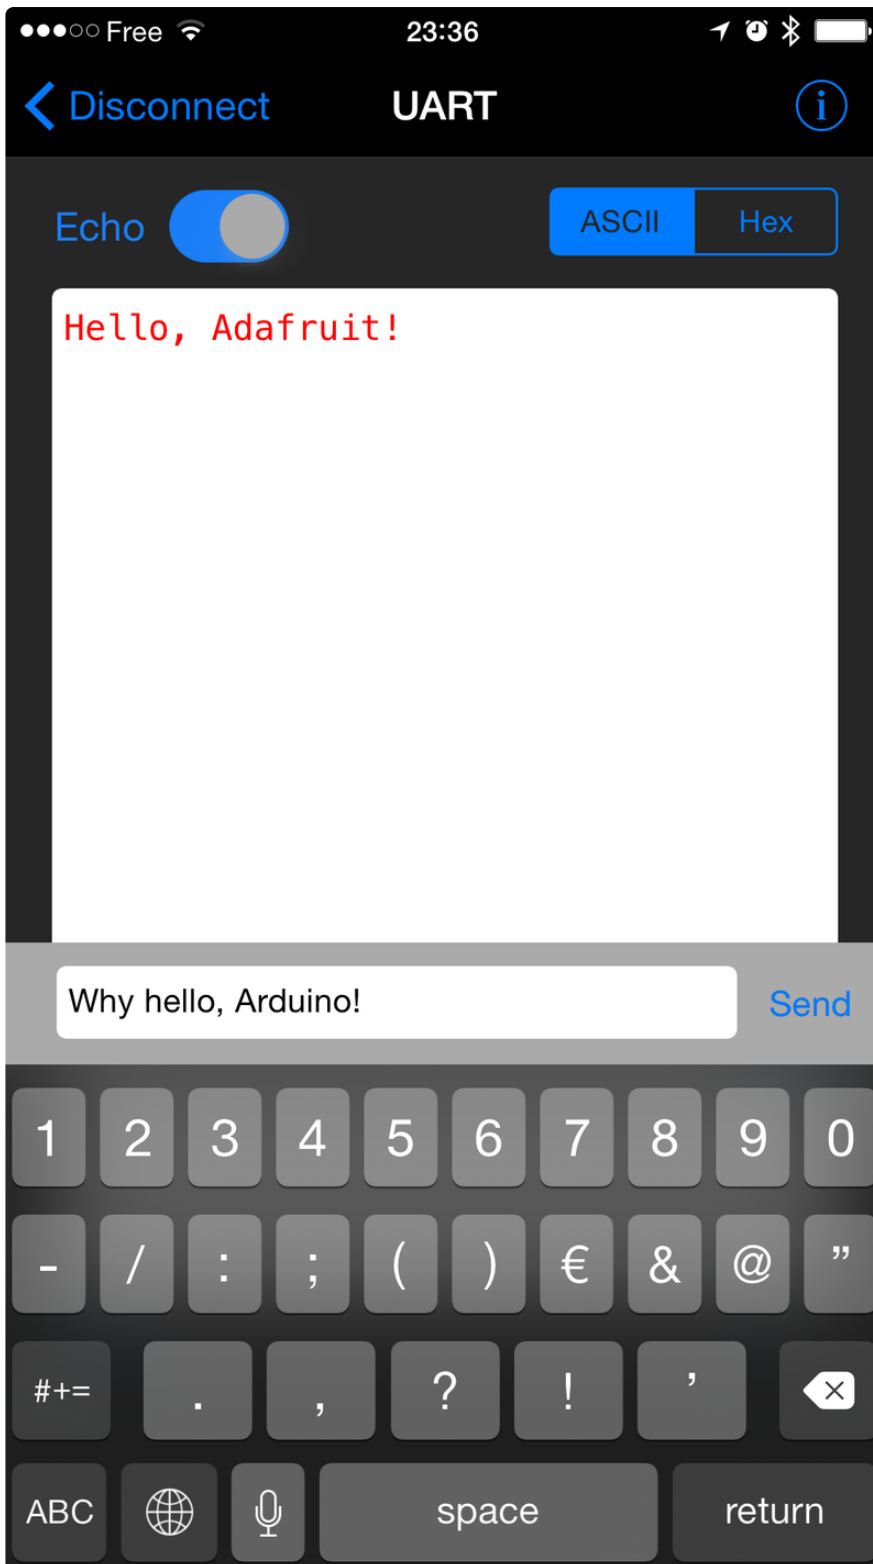 Free 23:36
Disconnect UART i
Echo ASCII Hex
Hello, Adafruit!
Why hello, Arduino! Send
1 2 3 4 5 6 7 8 9 0
- / : ; ( ) € & @ ”
#+= . , ? ! ’
ABC space return